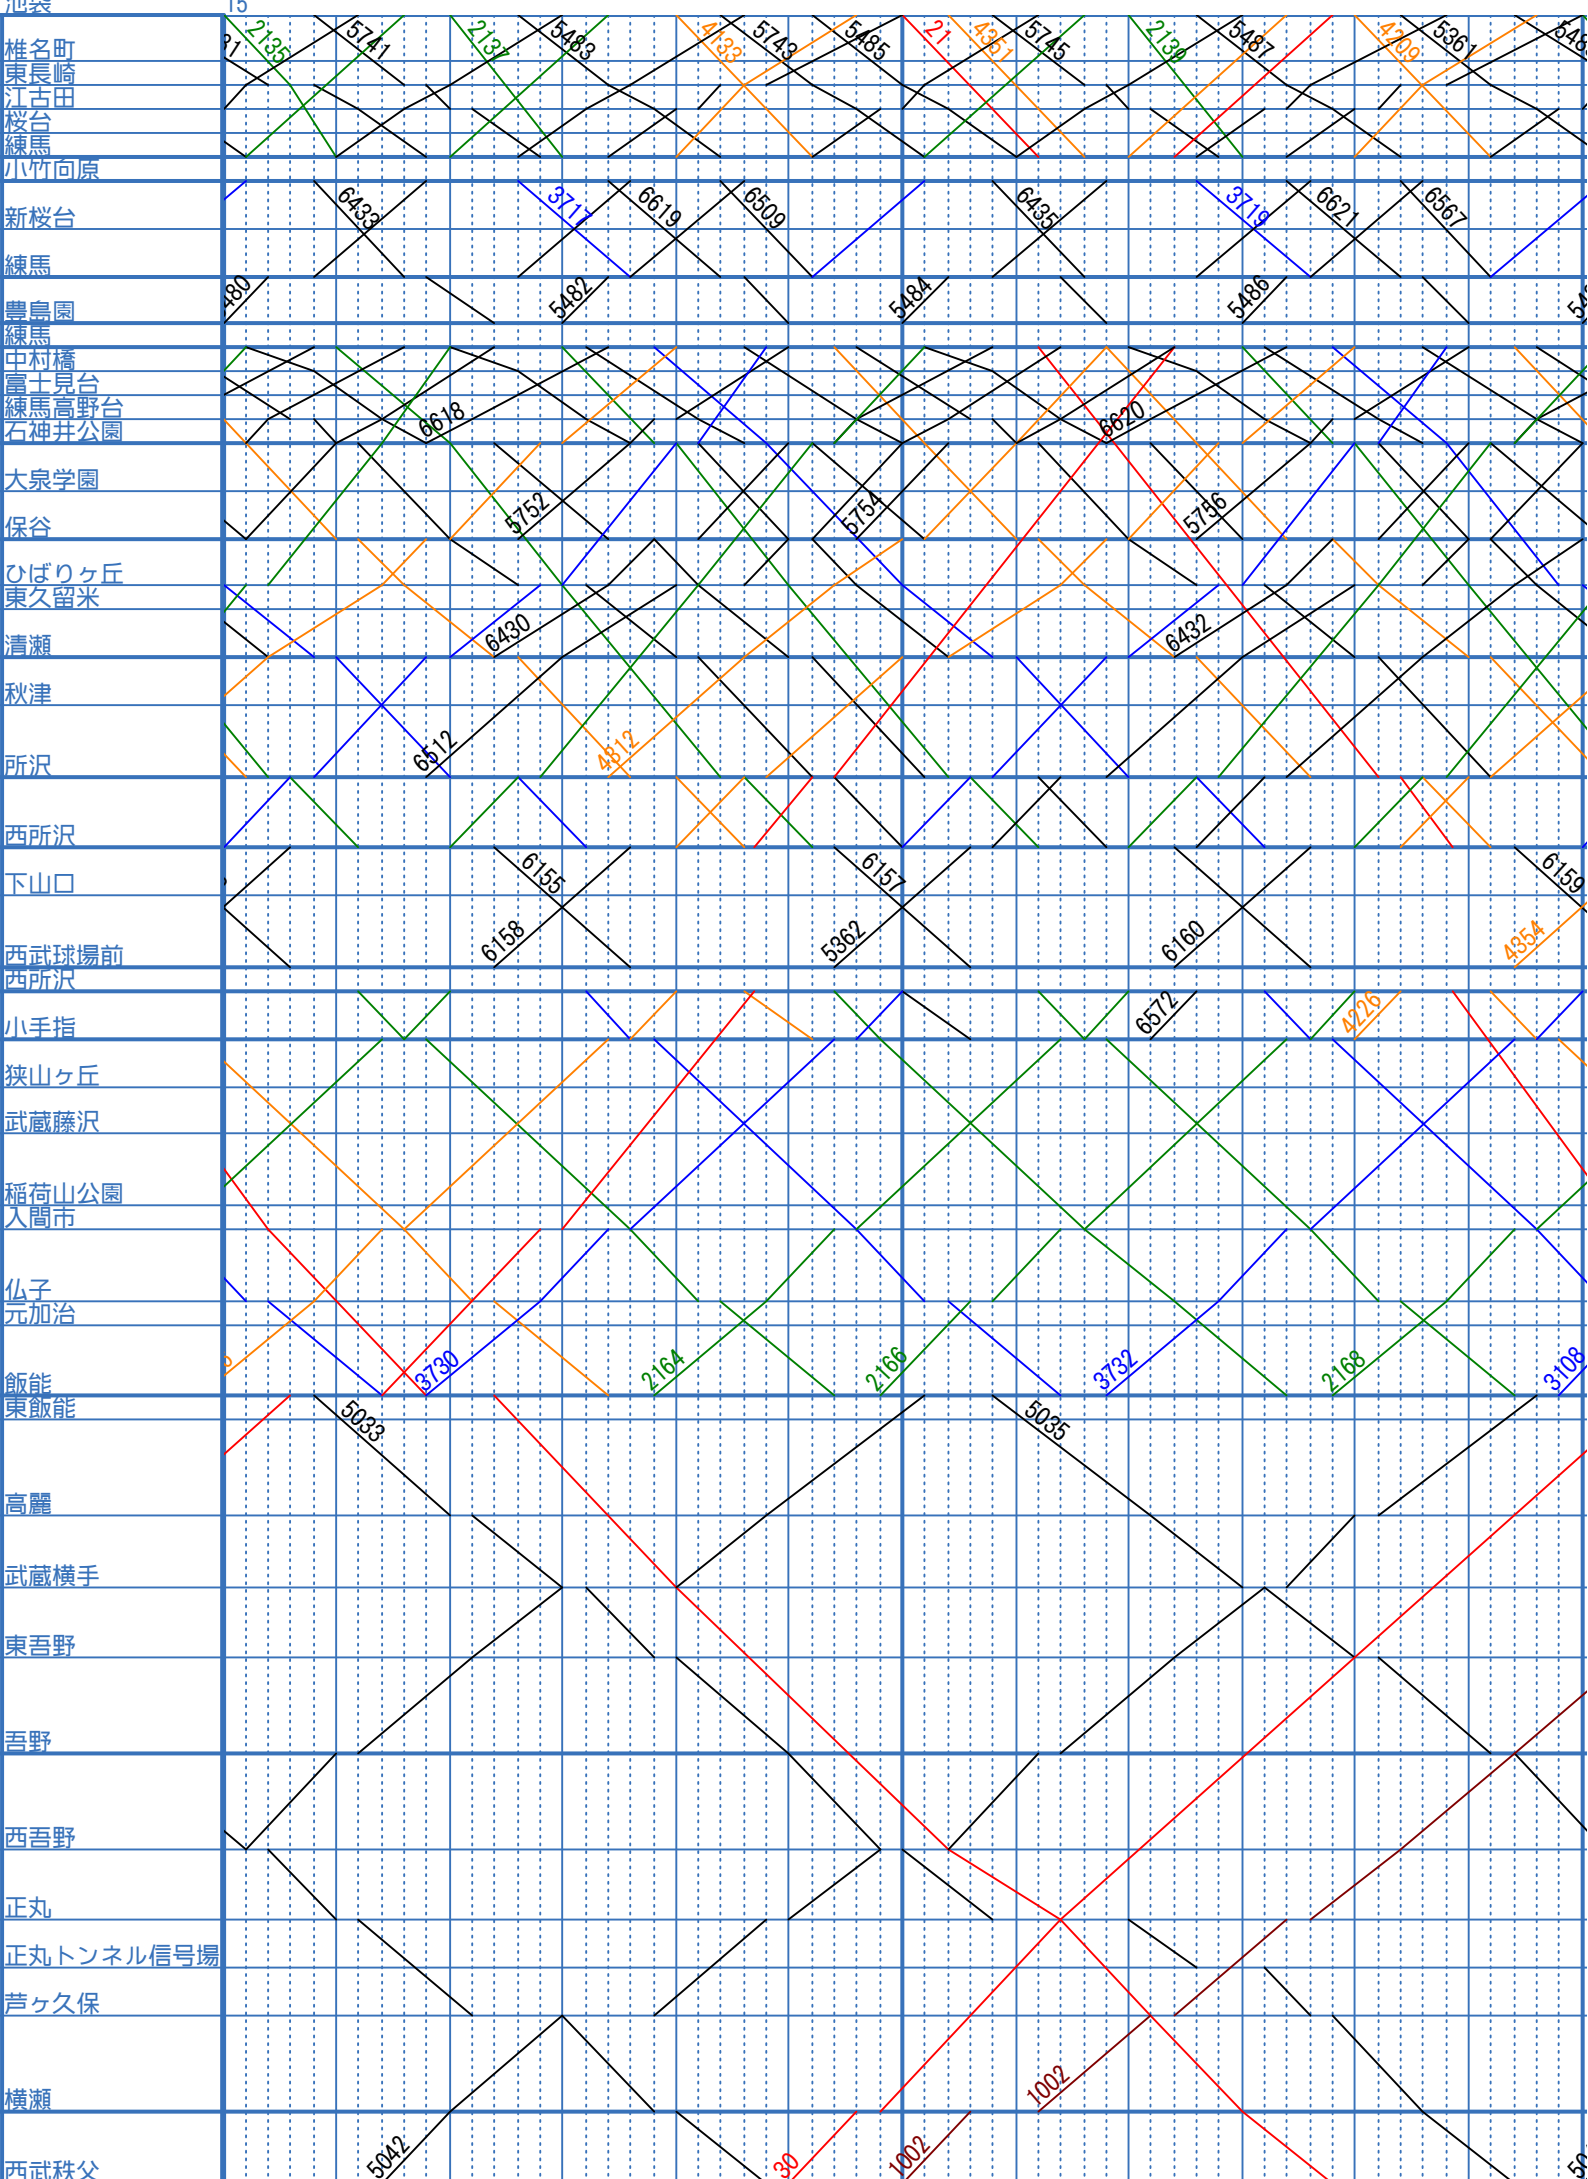 池袋 15
椎名町 31 2135 5741 2137 5483 4133 5743 5485 21 4351 5745 2139 5487 4209 5361 548
東長崎
江古田
桜台
練馬
小竹向原
新桜台 6433 3717 6619 6509 6435 3719 6621 6567
練馬
豊島園 480 5482 5484 5486 548
練馬
中村橋
富士見台
練馬高野台
石神井公園 6618 6620
大泉学園
保谷 5752 5754 5756
ひばりヶ丘
東久留米
清瀬 6430 6432
秋津
所沢 6512 4812
西所沢
下山口 6155 6157 6159
西武球場前 6158 5362 6160 4354
西所沢
小手指 6572 4226
狭山ヶ丘
武蔵藤沢
稲荷山公園
入間市
仏子
元加治
飯能 3730 2164 2166 3732 2168 3108
東飯能 5033 5035
高麗
武蔵横手
東吾野
吾野
西吾野
正丸
正丸トンネル信号場
芦ヶ久保
横瀬 1002
西武秩父 5042 30 1002 50